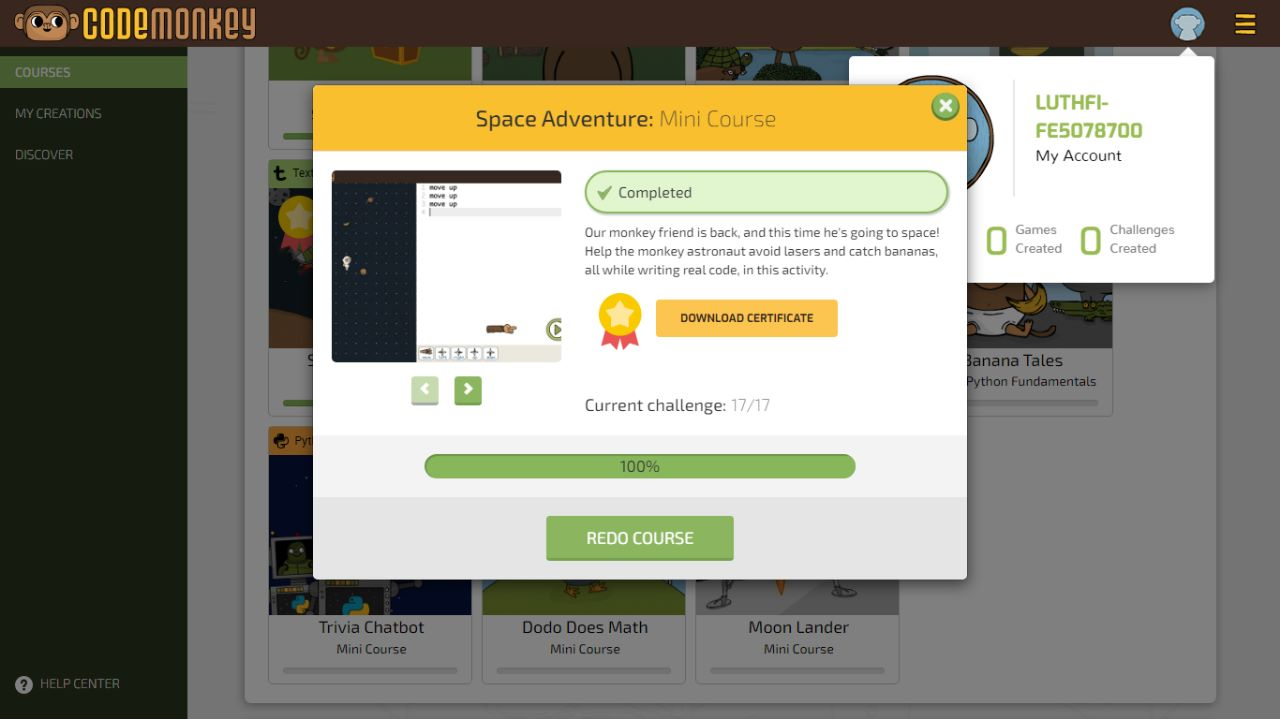 CODEMONKEY
COURSES
MY CREATIONS
DISCOVER
HELP CENTER
LUTHFI-
FE5078700
My Account
0 Games
Created
0 Challenges
Created
Space Adventure: Mini Course
1 move up
2 move up
3 move up
4
Completed
Our monkey friend is back, and this time he's going to space!
Help the monkey astronaut avoid lasers and catch bananas,
all while writing real code, in this activity.
DOWNLOAD CERTIFICATE
Current challenge: 17/17
100%
REDO COURSE
Banana Tales
Python Fundamentals
Trivia Chatbot
Mini Course
Dodo Does Math
Mini Course
Moon Lander
Mini Course